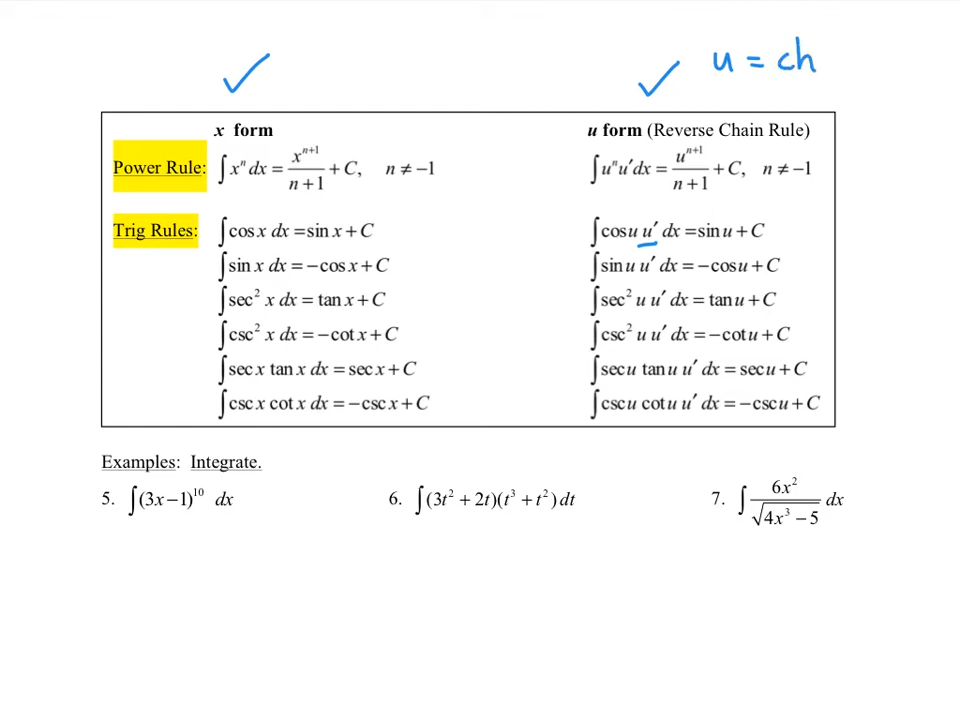 u = ch
x form
u form (Reverse Chain Rule)
Power Rule: ∫xⁿ dx = xⁿ⁺¹/(n+1) + C, n ≠ −1
∫uⁿu′dx = uⁿ⁺¹/(n+1) + C, n ≠ −1
Trig Rules: ∫cos x dx = sin x + C
∫cos u u′ dx = sin u + C
∫sin x dx = −cos x + C
∫sin u u′ dx = −cos u + C
∫sec² x dx = tan x + C
∫sec² u u′ dx = tan u + C
∫csc² x dx = −cot x + C
∫csc² u u′ dx = −cot u + C
∫sec x tan x dx = sec x + C
∫sec u tan u u′ dx = sec u + C
∫csc x cot x dx = −csc x + C
∫csc u cot u u′ dx = −csc u + C
Examples: Integrate.
5. ∫(3x−1)¹⁰ dx
6. ∫(3t² + 2t)(t³ + t²) dt
7. ∫ 6x²/√(4x³ − 5) dx